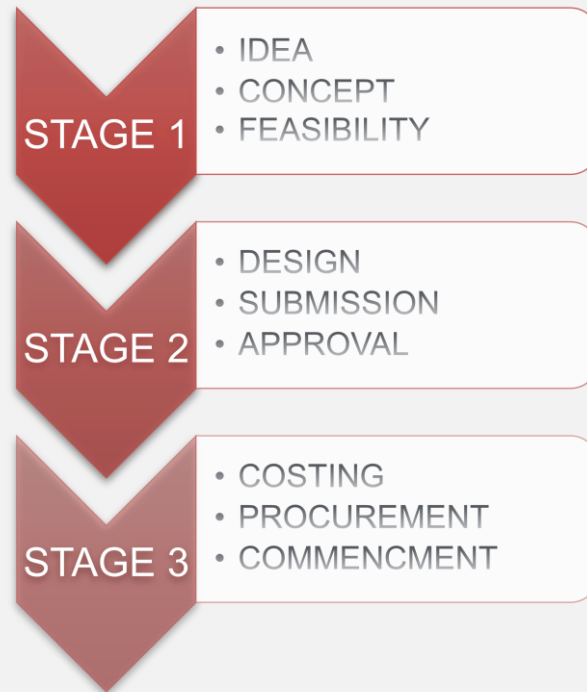 STAGE 1
• IDEA
• CONCEPT
• FEASIBILITY
STAGE 2
• DESIGN
• SUBMISSION
• APPROVAL
STAGE 3
• COSTING
• PROCUREMENT
• COMMENCMENT